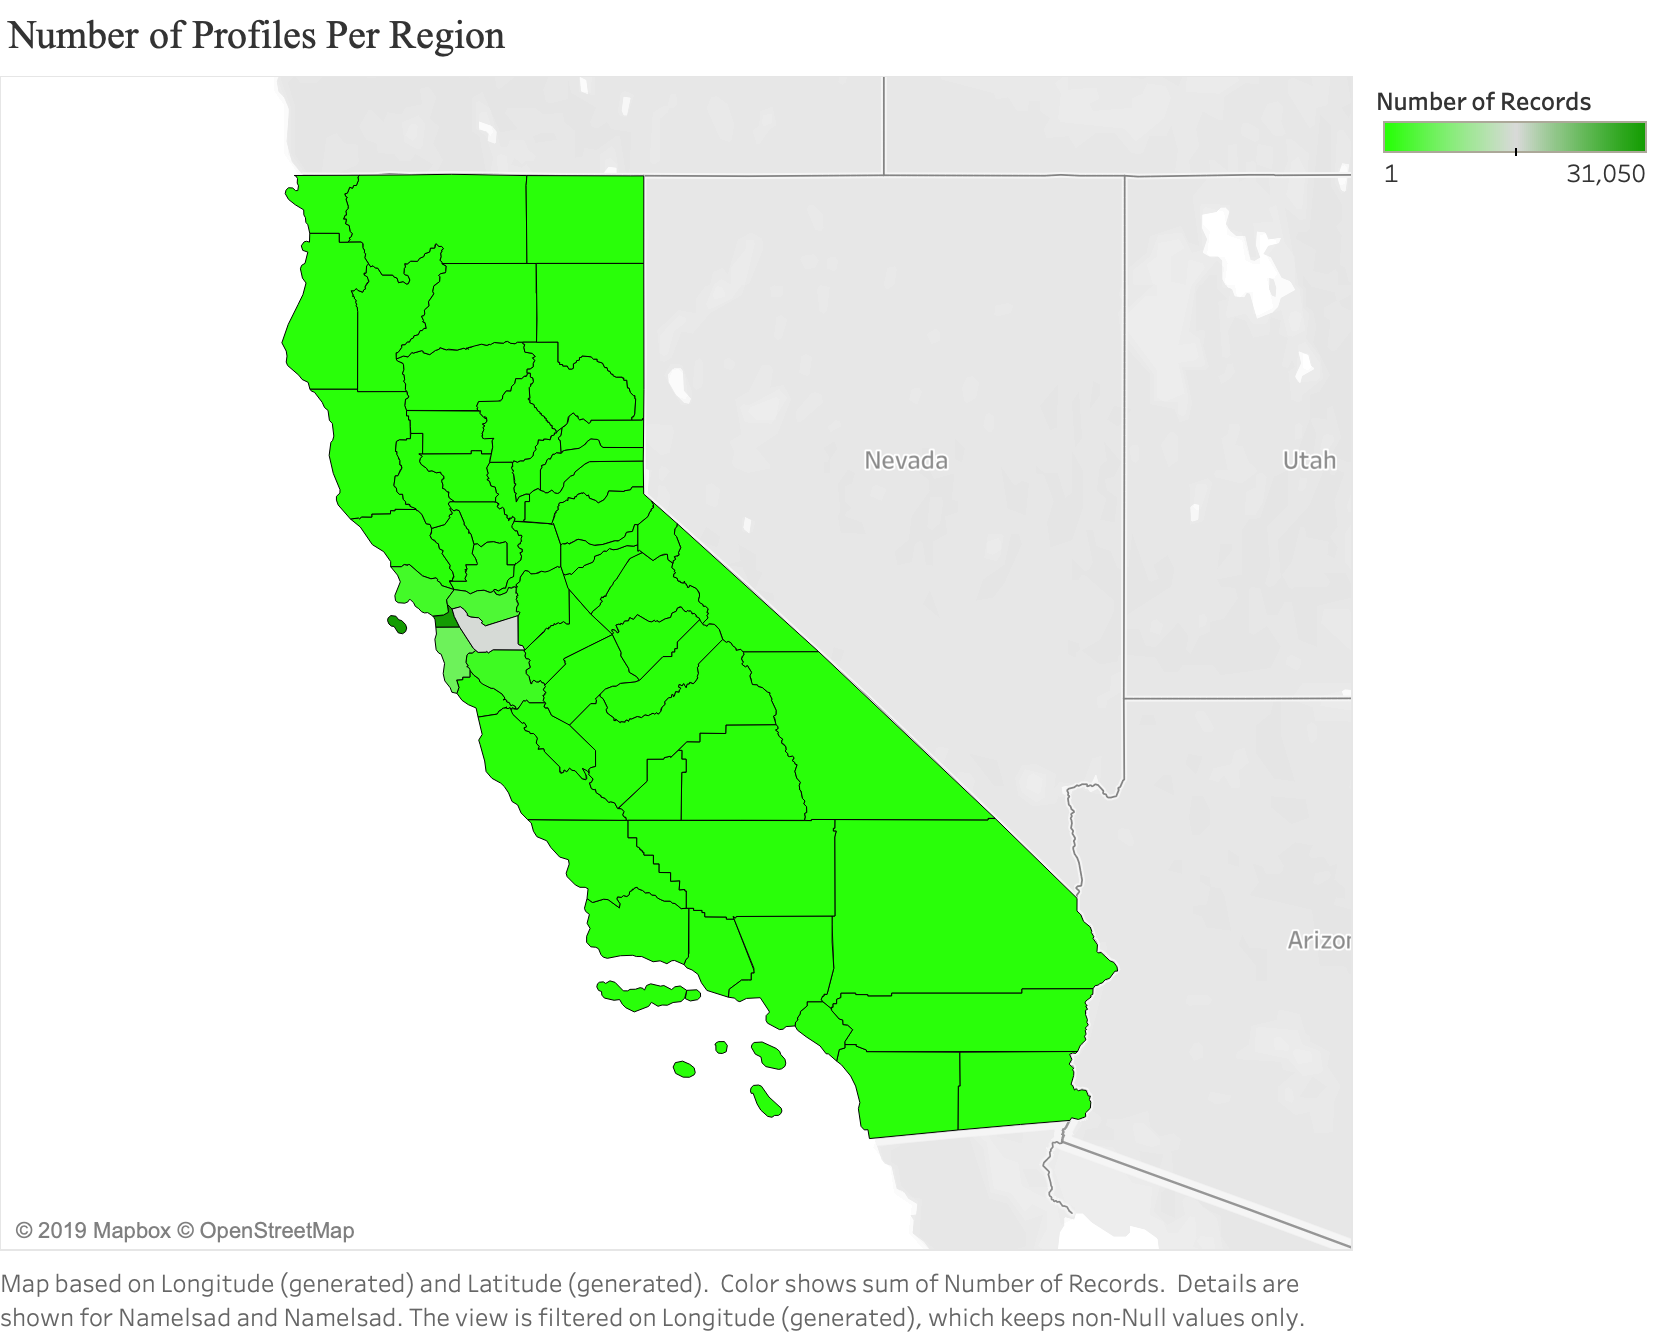 Number of Profiles Per Region
Number of Records
1 31,050
Nevada
Utah
Arizor
© 2019 Mapbox © OpenStreetMap
Map based on Longitude (generated) and Latitude (generated).  Color shows sum of Number of Records.  Details are
shown for Namelsad and Namelsad. The view is filtered on Longitude (generated), which keeps non-Null values only.